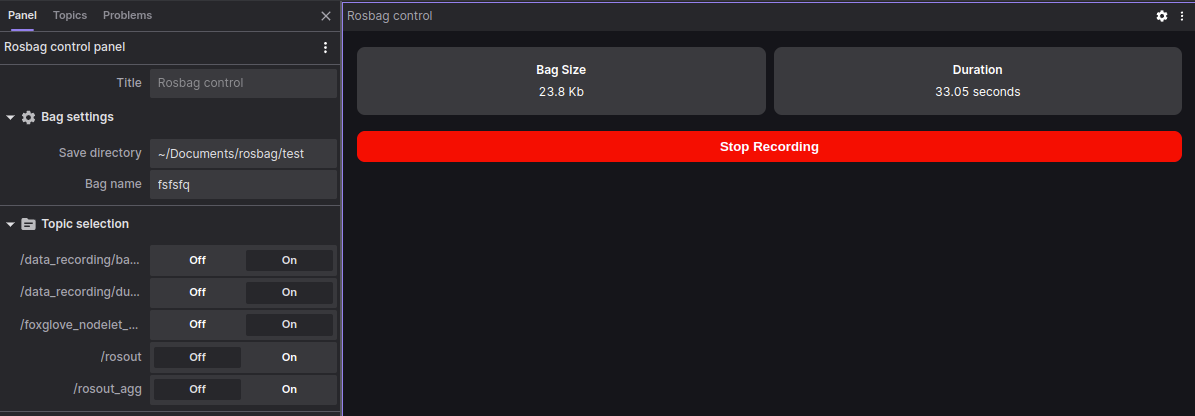 Panel Topics Problems
Rosbag control panel
Title Rosbag control
Bag settings
Save directory ~/Documents/rosbag/test
Bag name fsfsfq
Topic selection
/data_recording/ba... Off On
/data_recording/du... Off On
/foxglove_nodelet_... Off On
/rosout Off On
/rosout_agg Off On
Rosbag control
Bag Size
23.8 Kb
Duration
33.05 seconds
Stop Recording